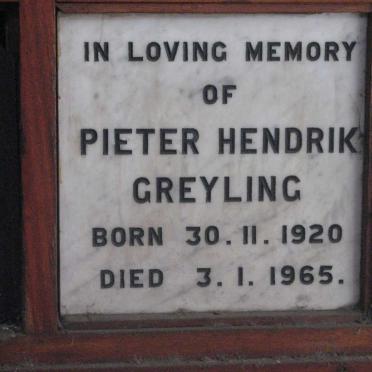 IN LOVING MEMORY
OF
PIETER HENDRIK
GREYLING
BORN 30.11.1920
DIED 3.1.1965.